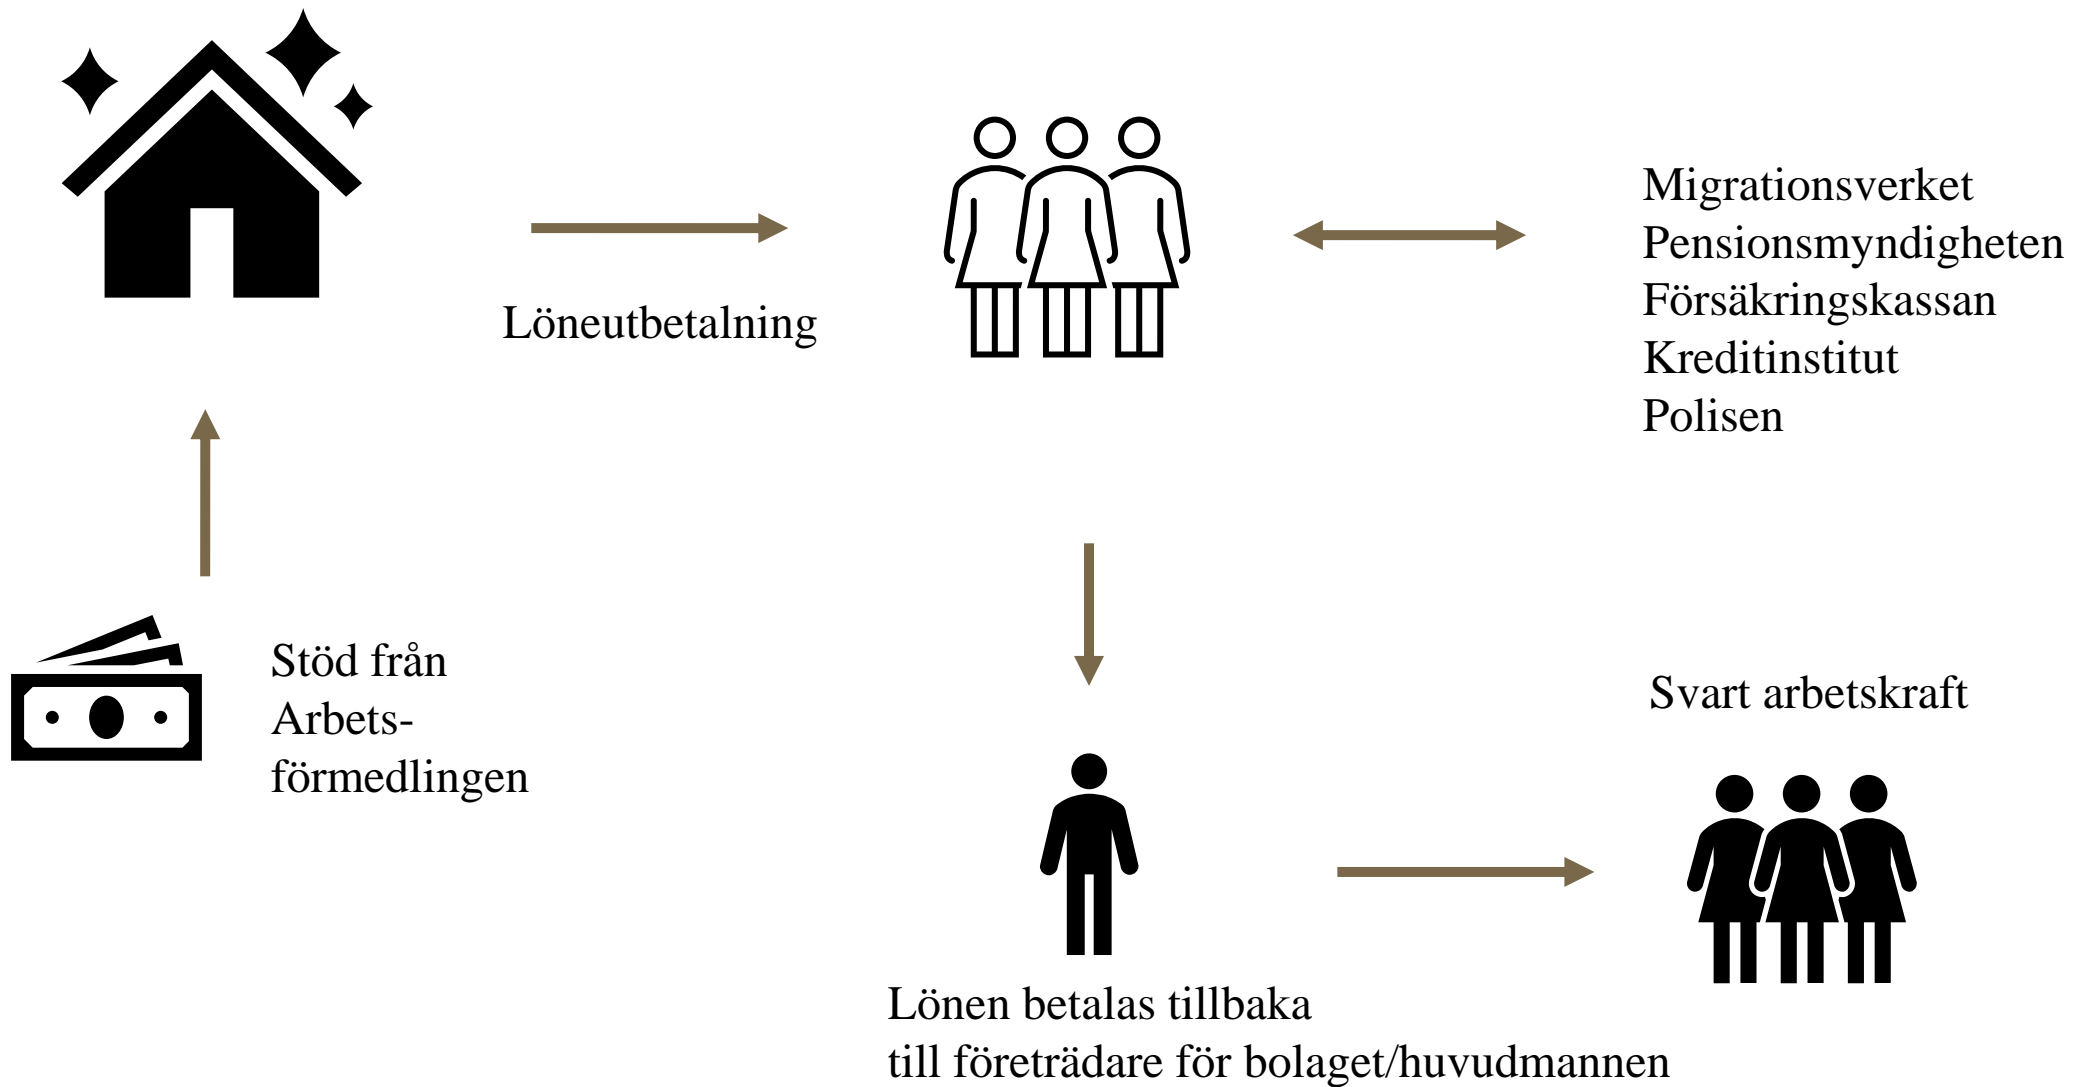 Löneutbetalning
Migrationsverket
Pensionsmyndigheten
Försäkringskassan
Kreditinstitut
Polisen
Stöd från
Arbets-
förmedlingen
Svart arbetskraft
Lönen betalas tillbaka
till företrädare för bolaget/huvudmannen